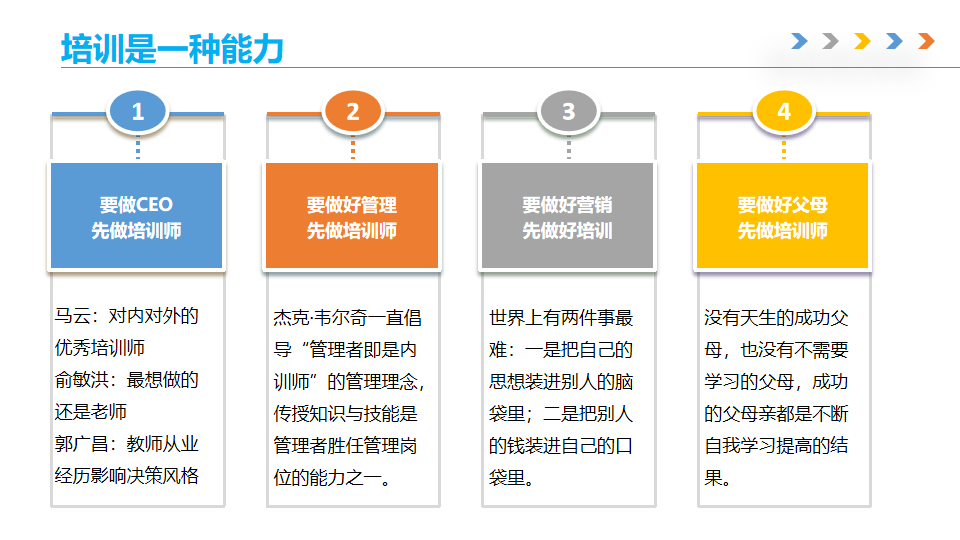 培训是一种能力
1
要做CEO
先做培训师
马云：对内对外的
优秀培训师
俞敏洪：最想做的
还是老师
郭广昌：教师从业
经历影响决策风格
2
要做好管理
先做培训师
杰克·韦尔奇一直倡
导“管理者即是内
训师”的管理理念，
传授知识与技能是
管理者胜任管理岗
位的能力之一。
3
要做好营销
先做好培训
世界上有两件事最
难：一是把自己的
思想装进别人的脑
袋里；二是把别人
的钱装进自己的口
袋里。
4
要做好父母
先做培训师
没有天生的成功父
母，也没有不需要
学习的父母，成功
的父母亲都是不断
自我学习提高的结
果。